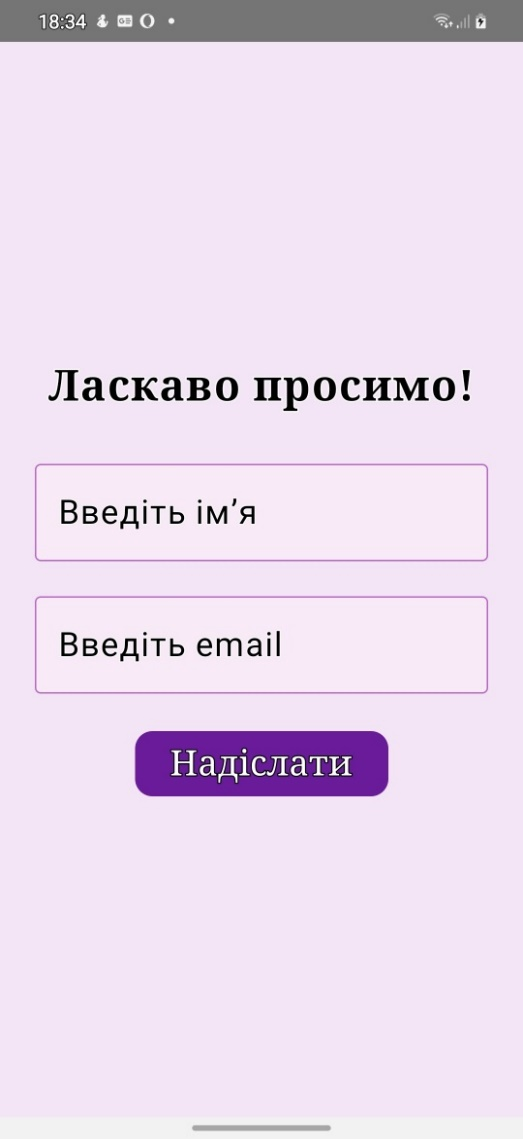 18:34
Ласкаво просимо!
Введіть ім’я
Введіть email
Надіслати